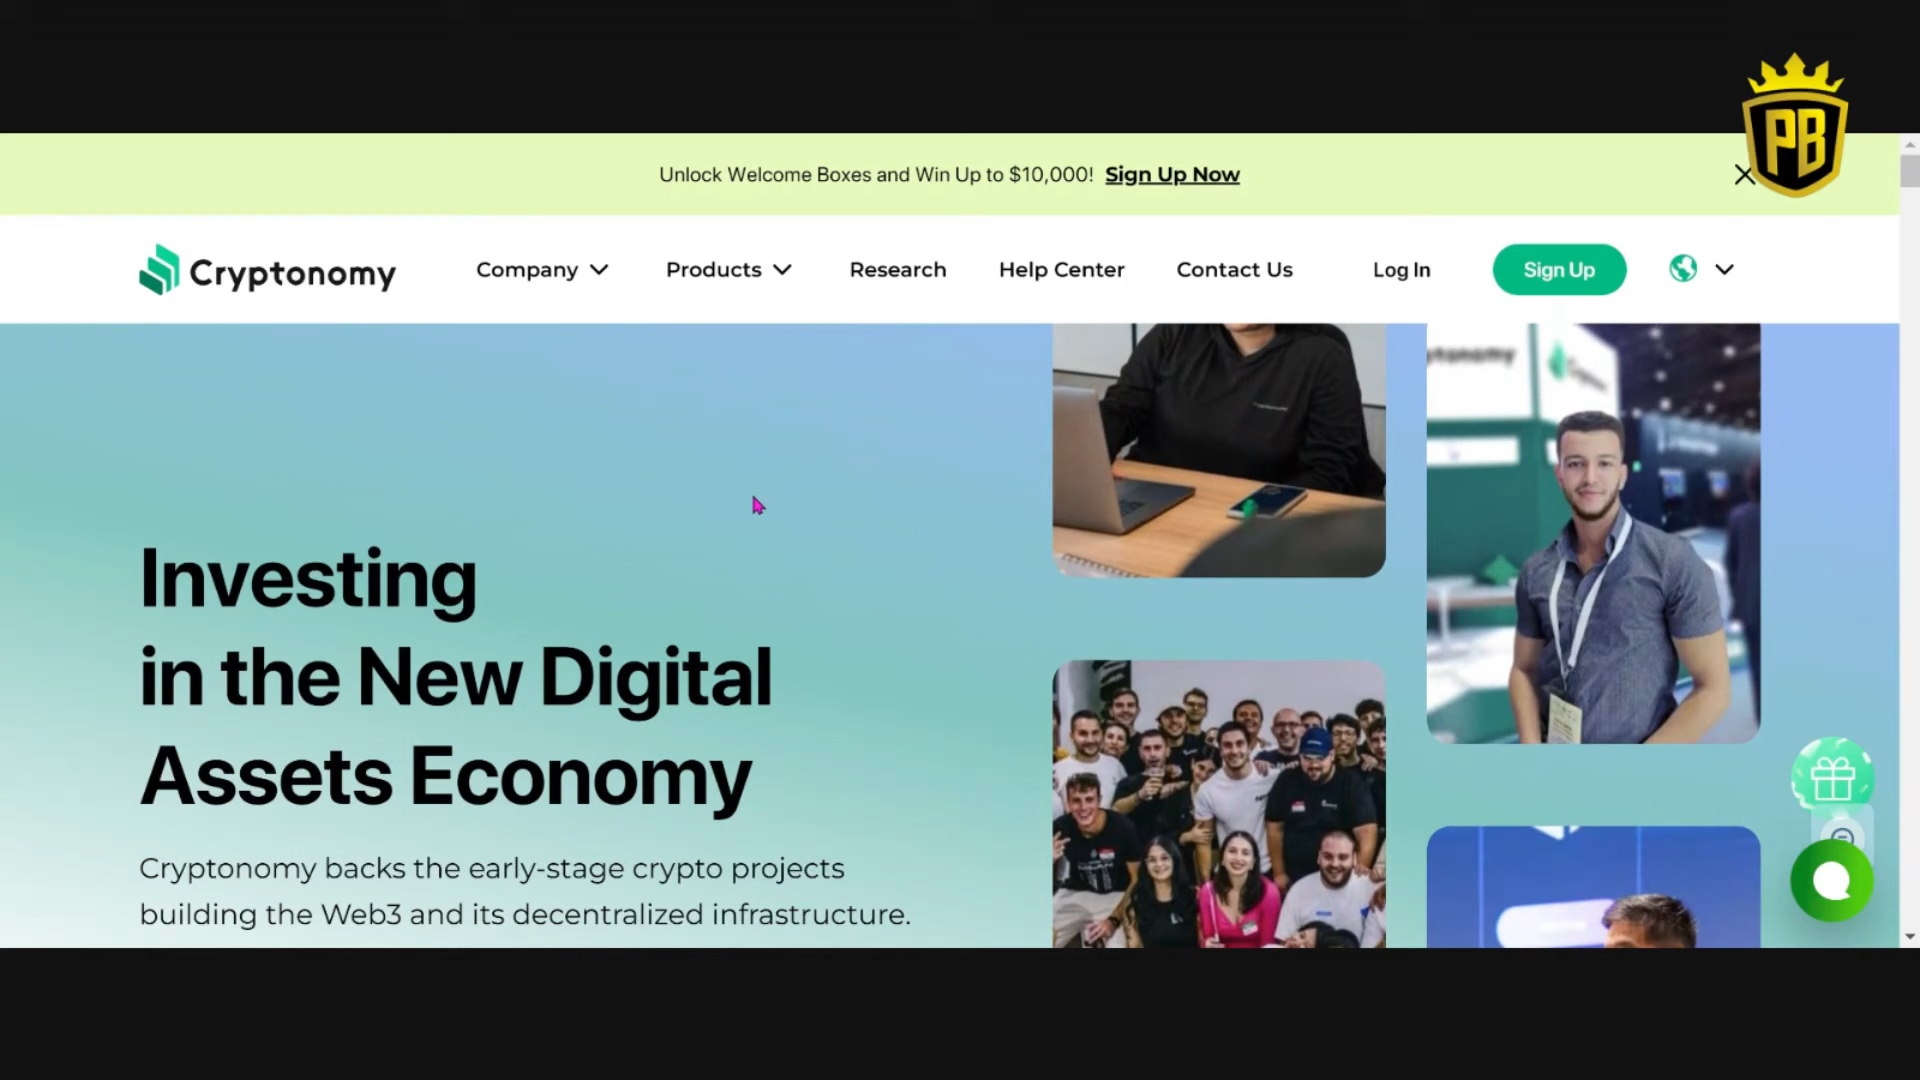 PB
Unlock Welcome Boxes and Win Up to $10,000! Sign Up Now
Cryptonomy
Company Products Research Help Center Contact Us Log In Sign Up
Investing
in the New Digital
Assets Economy
Cryptonomy backs the early-stage crypto projects
building the Web3 and its decentralized infrastructure.